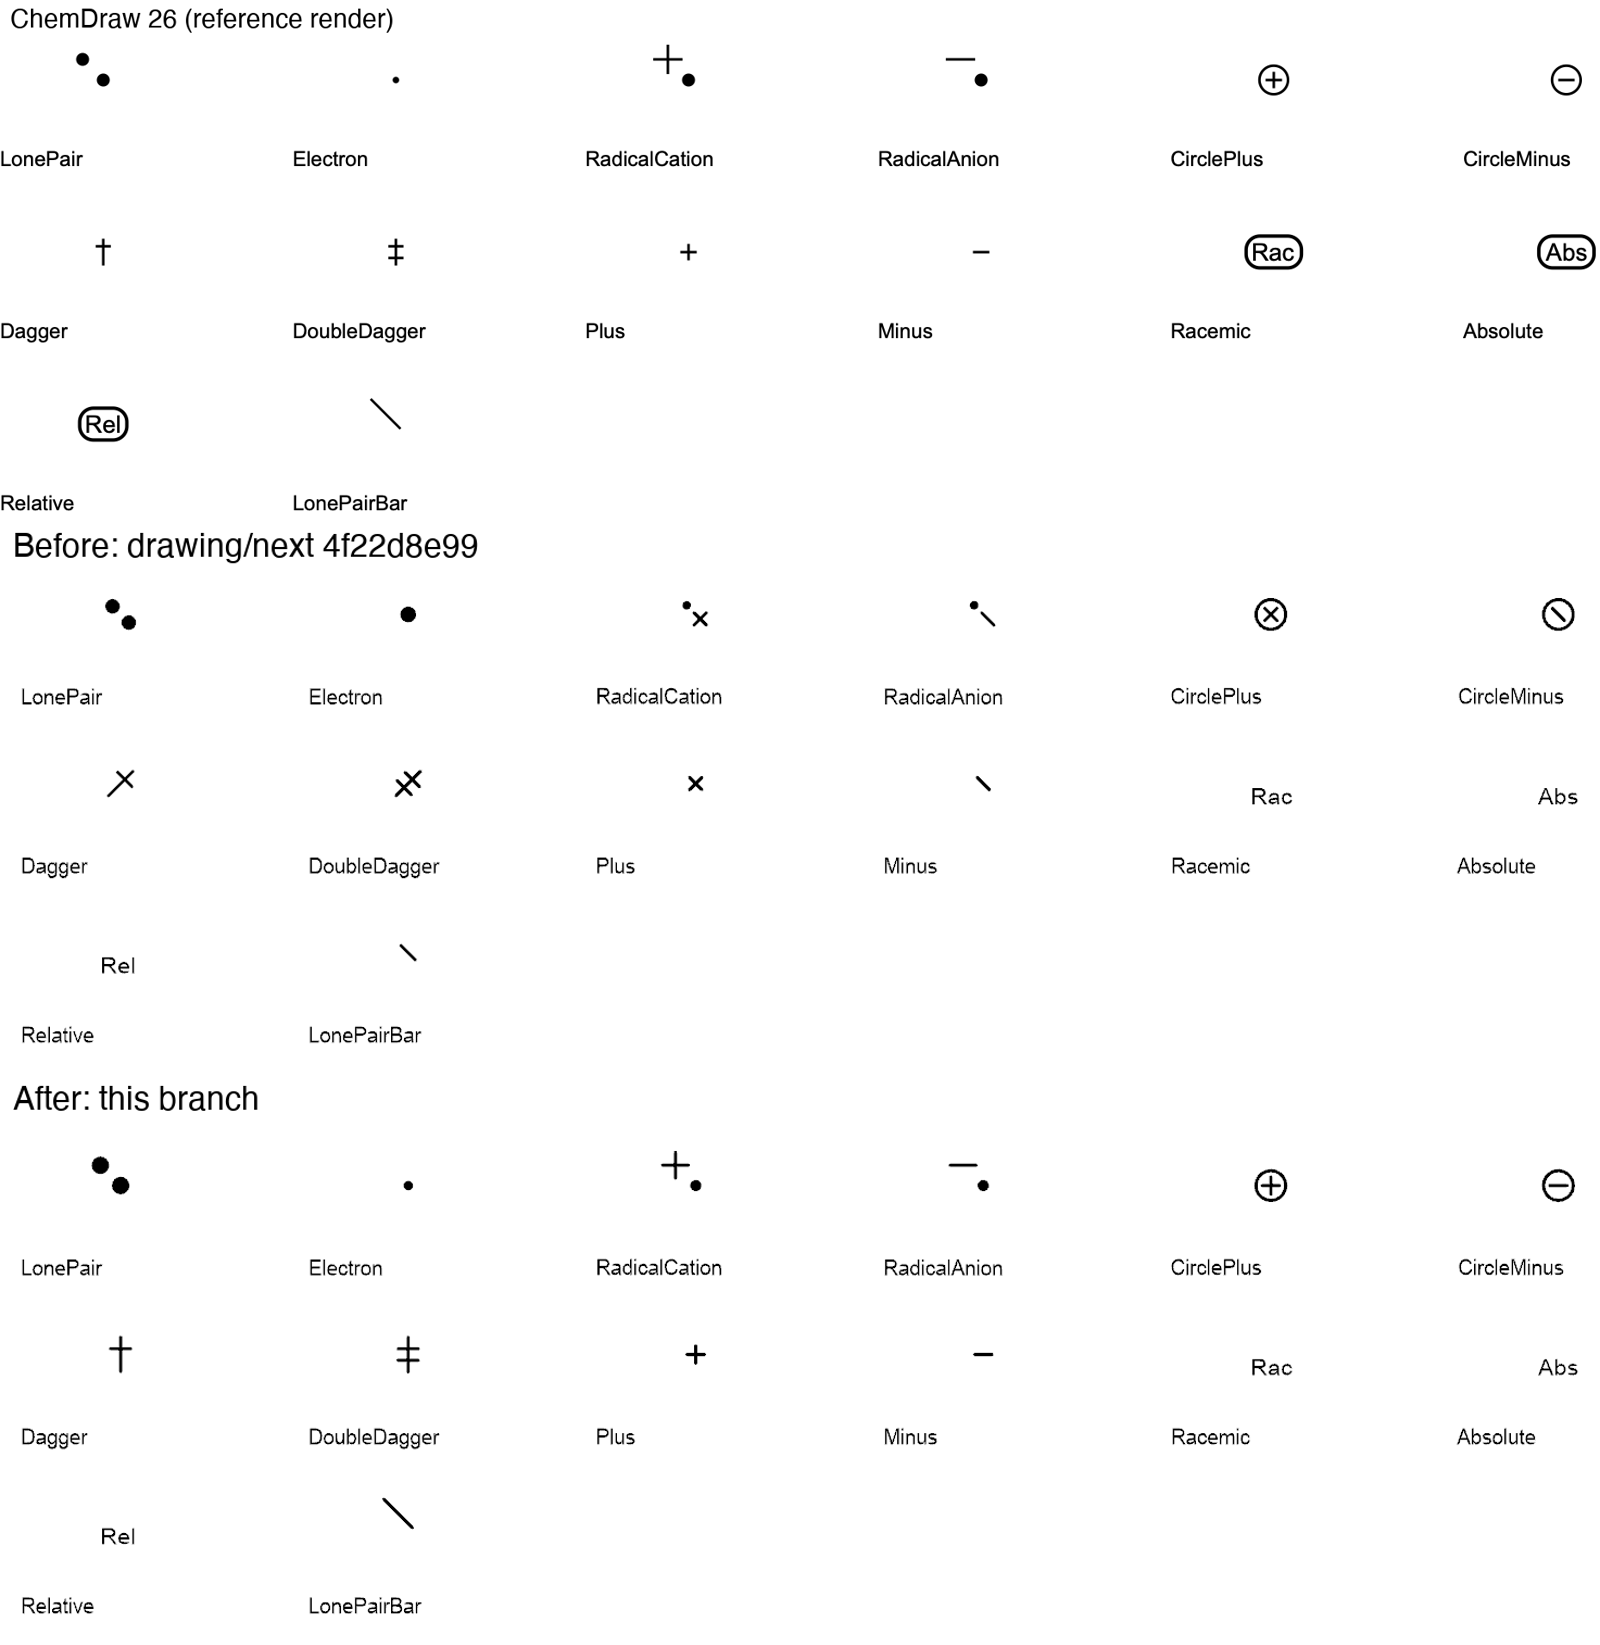 ChemDraw 26 (reference render)
LonePair Electron RadicalCation RadicalAnion CirclePlus CircleMinus
† ‡ + − Rac Abs
Dagger DoubleDagger Plus Minus Racemic Absolute
Rel
Relative LonePairBar
Before: drawing/next 4f22d8e99
LonePair Electron RadicalCation RadicalAnion CirclePlus CircleMinus
Rac Abs
Dagger DoubleDagger Plus Minus Racemic Absolute
Rel
Relative LonePairBar
After: this branch
LonePair Electron RadicalCation RadicalAnion CirclePlus CircleMinus
† ‡ + − Rac Abs
Dagger DoubleDagger Plus Minus Racemic Absolute
Rel
Relative LonePairBar